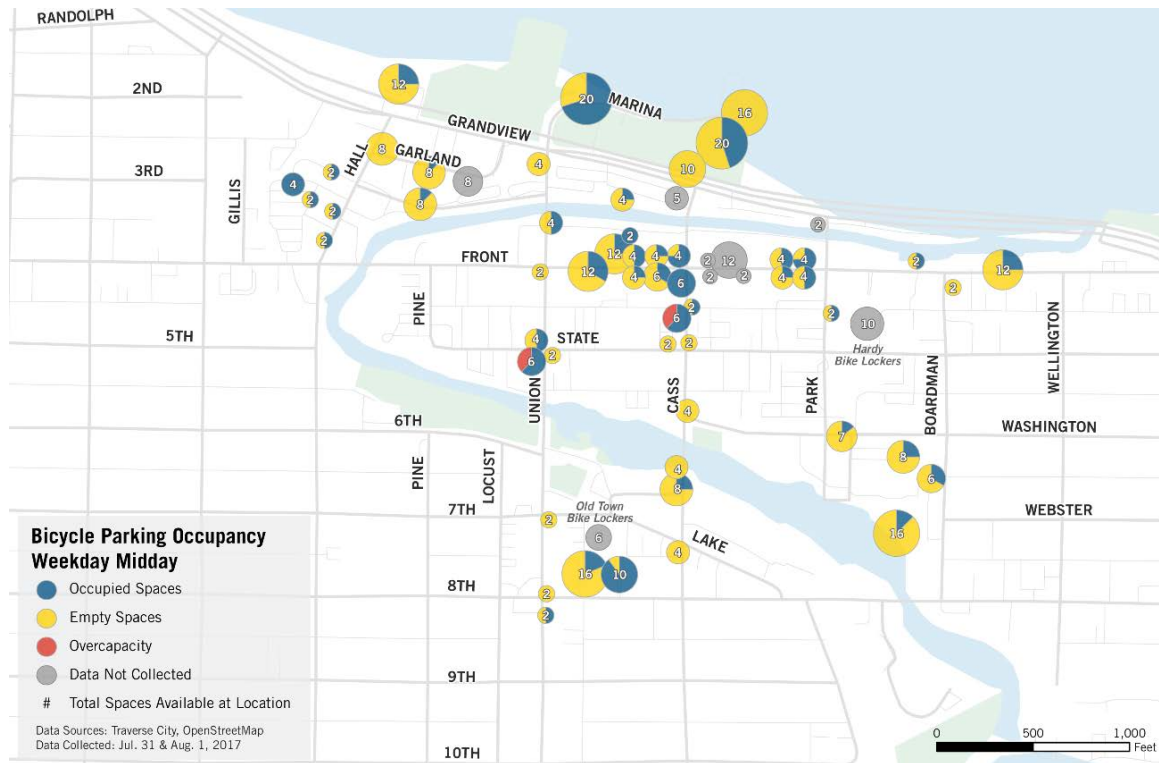 RANDOLPH
2ND
12
20
MARINA
16
GRANDVIEW
20
8
GARLAND
4
10
3RD
HALL
2
8
8
4
5
GILLIS
2
8
4
2
4
2
2
2
FRONT
12
2
4
4
4
2
12
4
4
2
12
2
12
4
6
6
2
2
4
4
2
PINE
6
2
2
10
5TH
4
STATE
2
2
Hardy
Bike Lockers
6
2
UNION
CASS
PARK
BOARDMAN
WELLINGTON
6TH
4
7
WASHINGTON
PINE
LOCUST
4
8
8
6
7TH
2
Old Town
Bike Lockers
WEBSTER
6
LAKE
4
16
16
10
8TH
2
2
9TH
10TH
Bicycle Parking Occupancy
Weekday Midday
Occupied Spaces
Empty Spaces
Overcapacity
Data Not Collected
# Total Spaces Available at Location
Data Sources: Traverse City, OpenStreetMap
Data Collected: Jul. 31 & Aug. 1, 2017
0 500 1,000
Feet